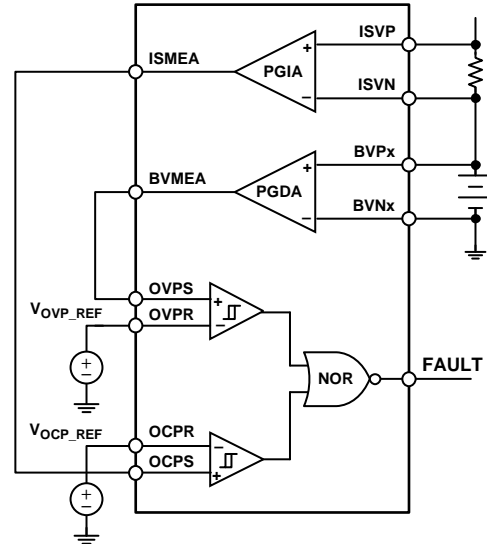 ISVP
ISMEA
+
PGIA
ISVN
−
BVPx
BVMEA
+
PGDA
BVNx
−
OVPS
VOVP_REF
+
OVPR
−
+
−
FAULT
NOR
VOCP_REF
OCPR
−
OCPS
+
+
−